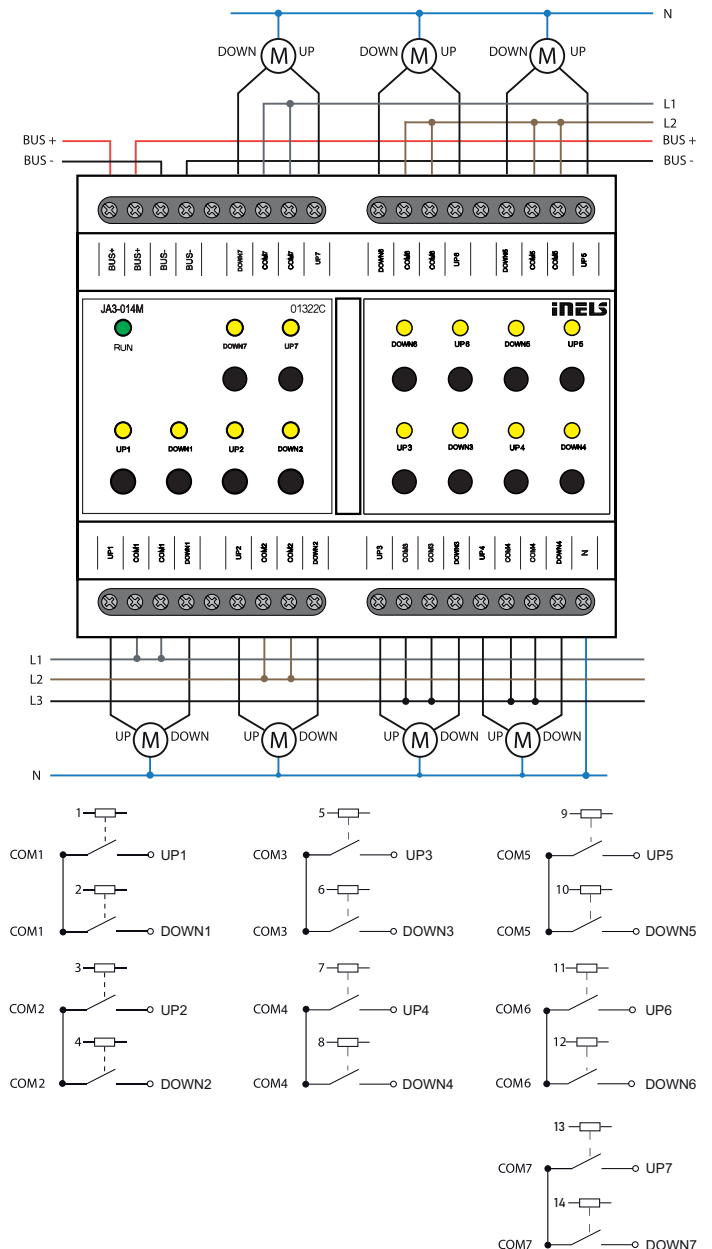 N
DOWN M UP DOWN M UP DOWN M UP
L1
L2
BUS + BUS +
BUS - BUS -
BUS+ BUS+ BUS- BUS- DOWN7 COM7 COM7 UP7 DOWN6 COM6 COM6 UP6 DOWN5 COM5 COM5 UP5
JA3-014M 01322C iNELS
RUN DOWN7 UP7 DOWN6 UP6 DOWN5 UP5
UP1 DOWN1 UP2 DOWN2 UP3 DOWN3 UP4 DOWN4
UP1 COM1 COM1 DOWN1 UP2 COM2 COM2 DOWN2 UP3 COM3 COM3 DOWN3 UP4 COM4 COM4 DOWN4 N
L1
L2
L3
UP M DOWN UP M DOWN UP M DOWN UP M DOWN
N
1 5 9
COM1 UP1 COM3 UP3 COM5 UP5
2 6 10
COM1 DOWN1 COM3 DOWN3 COM5 DOWN5
3 7 11
COM2 UP2 COM4 UP4 COM6 UP6
4 8 12
COM2 DOWN2 COM4 DOWN4 COM6 DOWN6
13
COM7 UP7
14
COM7 DOWN7